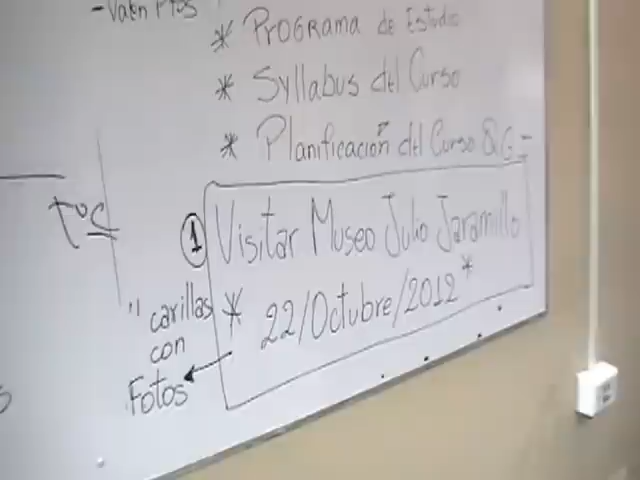 * PROGRAMA de Estudio
* Syllabus del Curso
* Planificación del Curso
① Visitar Museo Julio Jaramillo
* 22/Octubre/2012 *
" carillas
con
Fotos
t°C